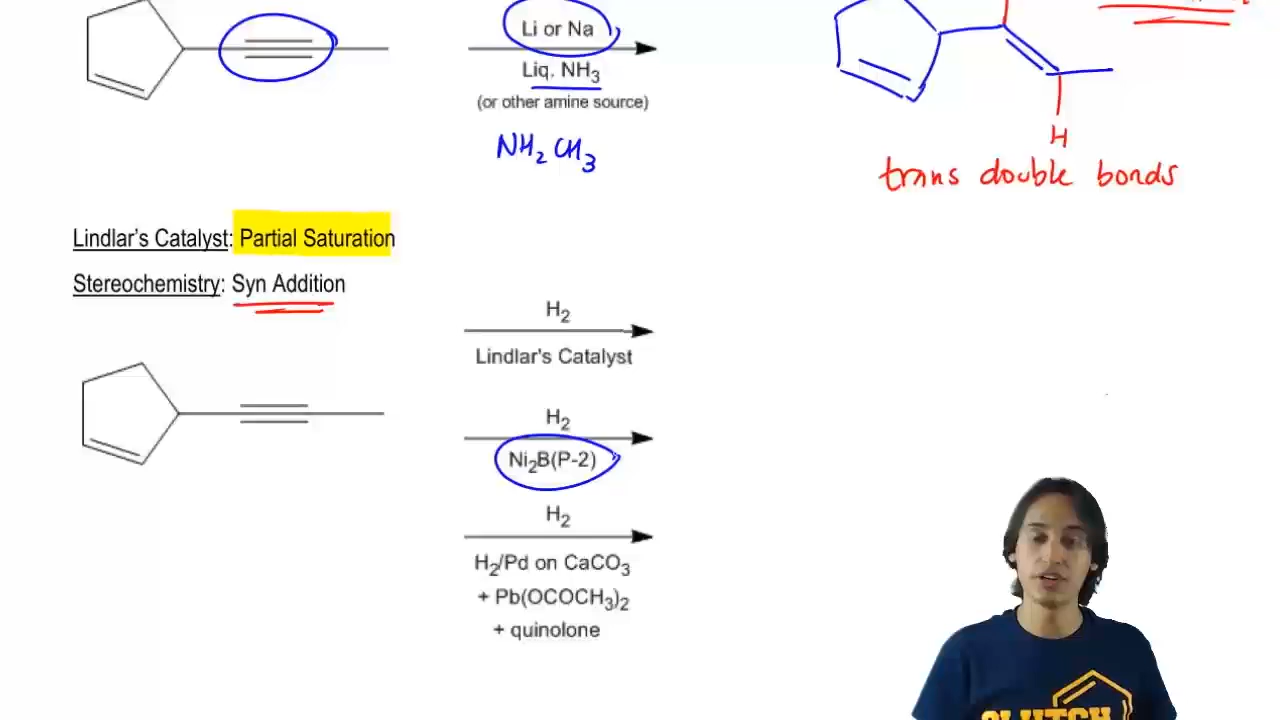 Li or Na
Liq. NH3
(or other amine source)
NH2CH3
H
trans double bonds
Lindlar's Catalyst: Partial Saturation
Stereochemistry: Syn Addition
H2
Lindlar's Catalyst
H2
Ni2B(P-2)
H2
H2/Pd on CaCO3
+ Pb(OCOCH3)2
+ quinolone
CLUTCH